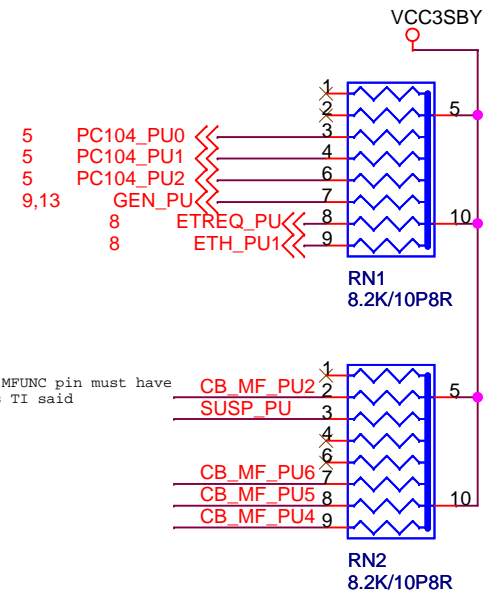 VCC3SBY
1
2
5 PC104_PU0 3
5 PC104_PU1 4
5 PC104_PU2 6
9,13 GEN_PU 7
8 ETREQ_PU 8
8 ETH_PU1 9
5
10
RN1
8.2K/10P8R
MFUNC pin must have
TI said
1
CB_MF_PU2 2
SUSP_PU 3
4
6
CB_MF_PU6 7
CB_MF_PU5 8
CB_MF_PU4 9
5
10
RN2
8.2K/10P8R